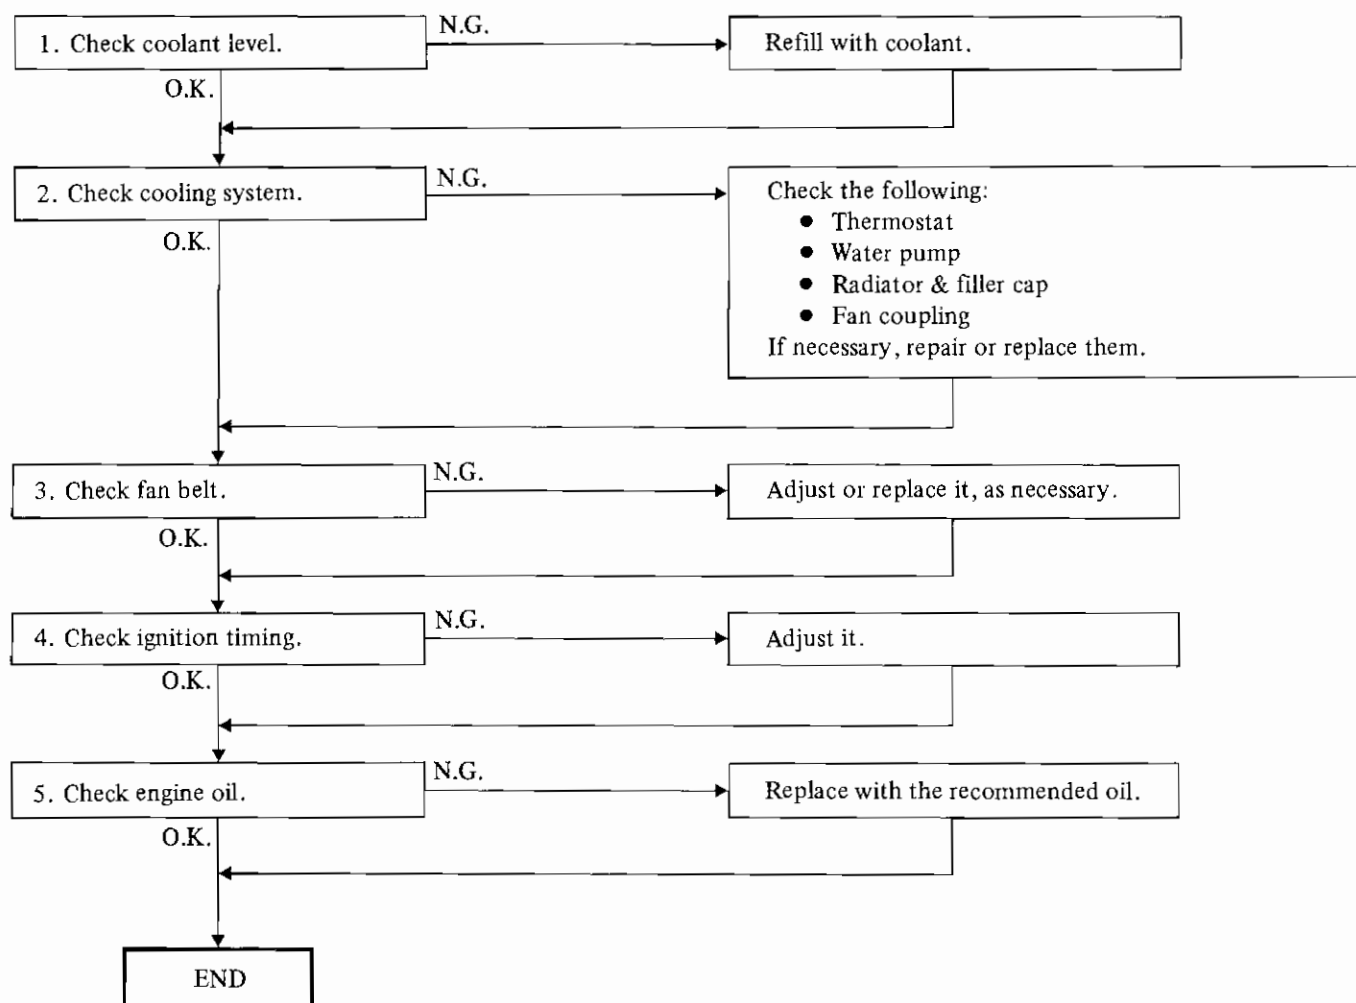 1. Check coolant level.
N.G.
Refill with coolant.
O.K.
2. Check cooling system.
N.G.
Check the following:
● Thermostat
● Water pump
● Radiator & filler cap
● Fan coupling
If necessary, repair or replace them.
O.K.
3. Check fan belt.
N.G.
Adjust or replace it, as necessary.
O.K.
4. Check ignition timing.
N.G.
Adjust it.
O.K.
5. Check engine oil.
N.G.
Replace with the recommended oil.
O.K.
END